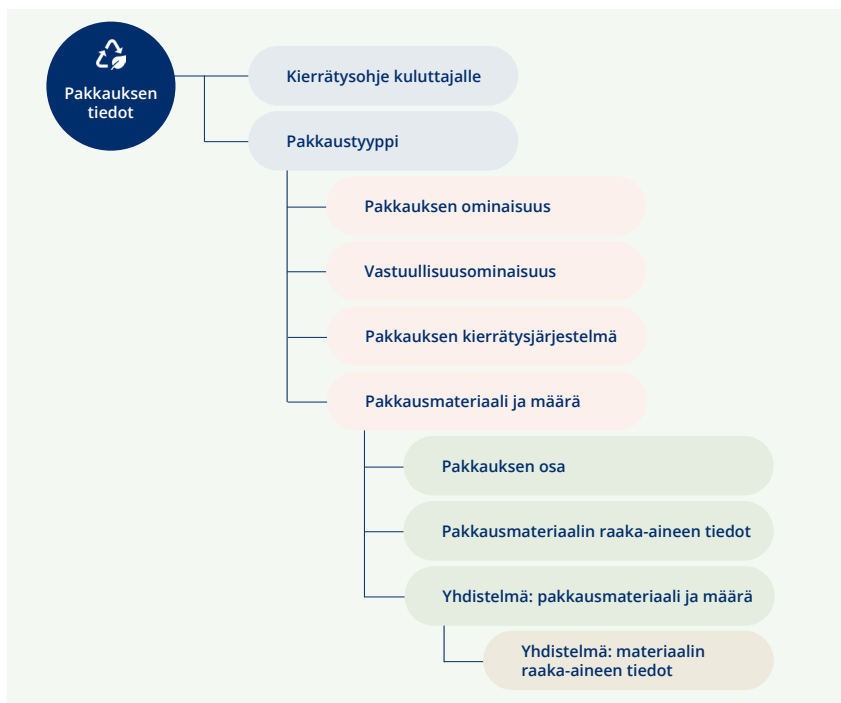 Pakkauksen
tiedot
Kierrätysohje kuluttajalle
Pakkaustyyppi
Pakkauksen ominaisuus
Vastuullisuusominaisuus
Pakkauksen kierrätysjärjestelmä
Pakkausmateriaali ja määrä
Pakkauksen osa
Pakkausmateriaalin raaka-aineen tiedot
Yhdistelmä: pakkausmateriaali ja määrä
Yhdistelmä: materiaalin
raaka-aineen tiedot